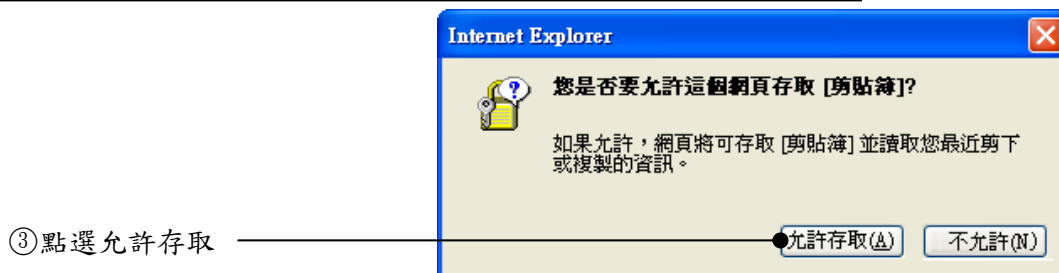 Internet Explorer
您是否要允許這個網頁存取 [剪貼簿]?
如果允許，網頁將可存取 [剪貼簿] 並讀取您最近剪下
或複製的資訊。
③點選允許存取
允許存取(A) 不允許(N)